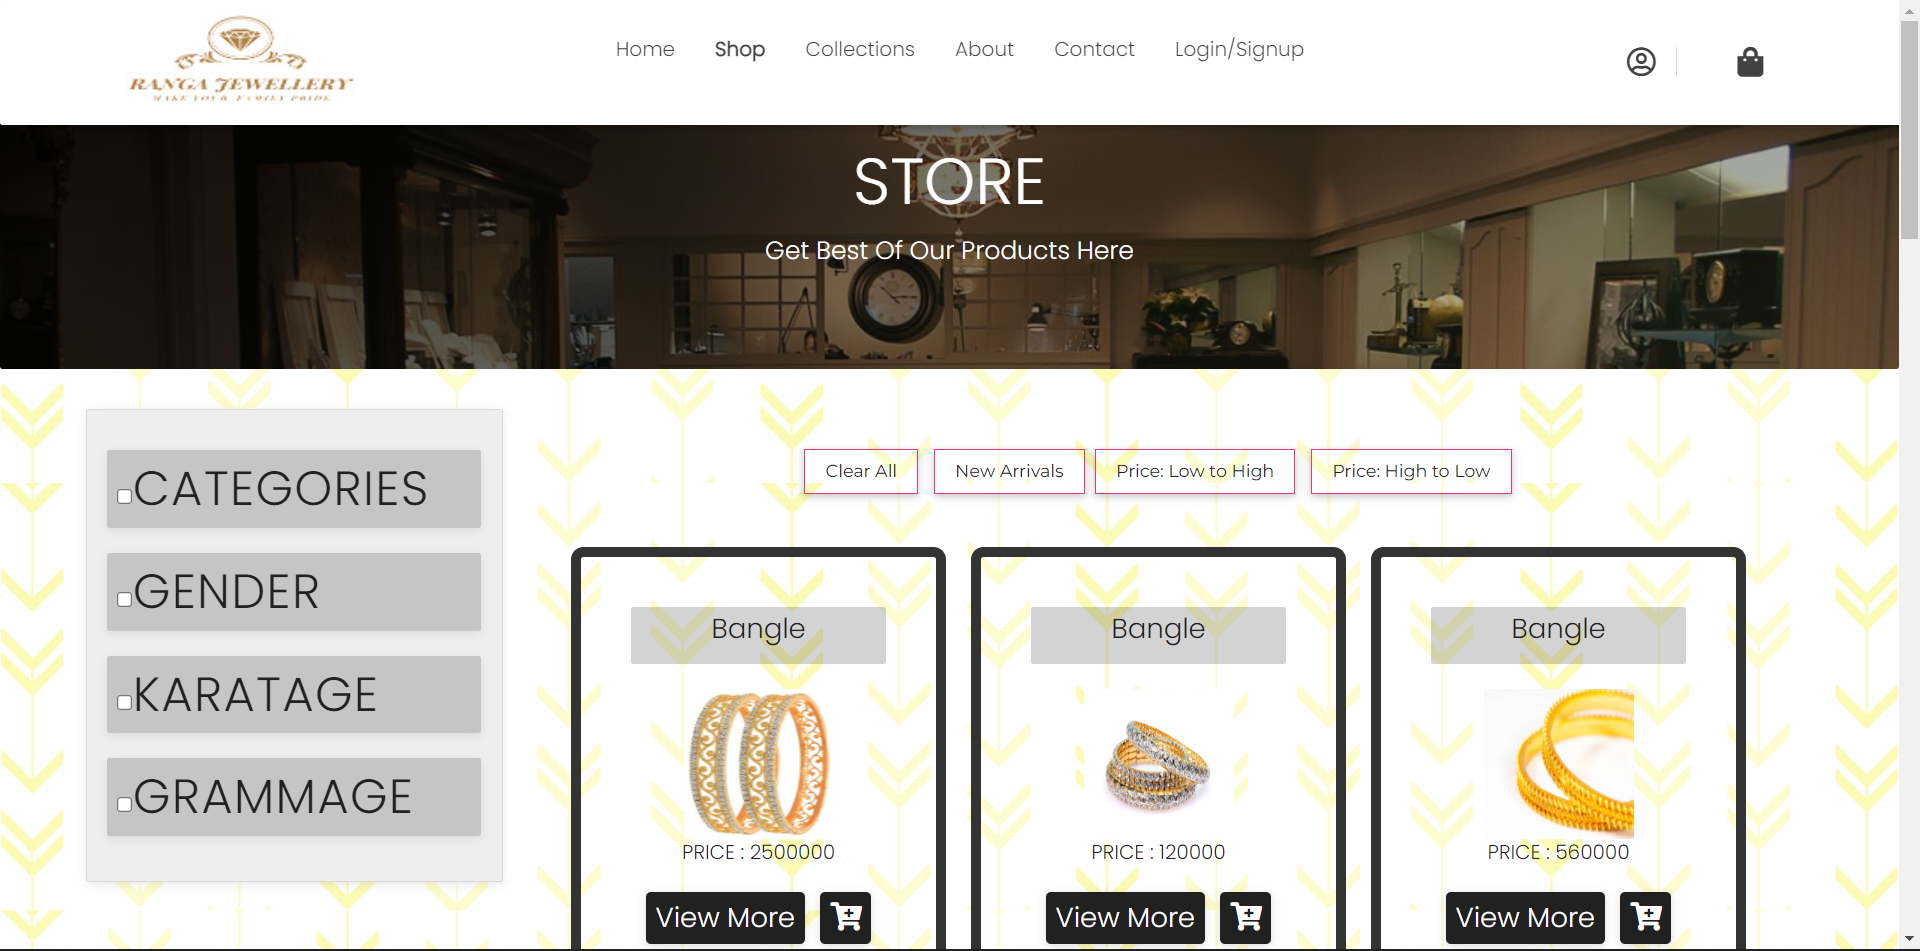 RANGA JEWELLERY
MAKE YOUR FAMILY PRIDE
Home Shop Collections About Contact Login/Signup
STORE
Get Best Of Our Products Here
CATEGORIES
GENDER
KARATAGE
GRAMMAGE
Clear All New Arrivals Price: Low to High Price: High to Low
Bangle Bangle Bangle
PRICE : 2500000 PRICE : 120000 PRICE : 560000
View More View More View More